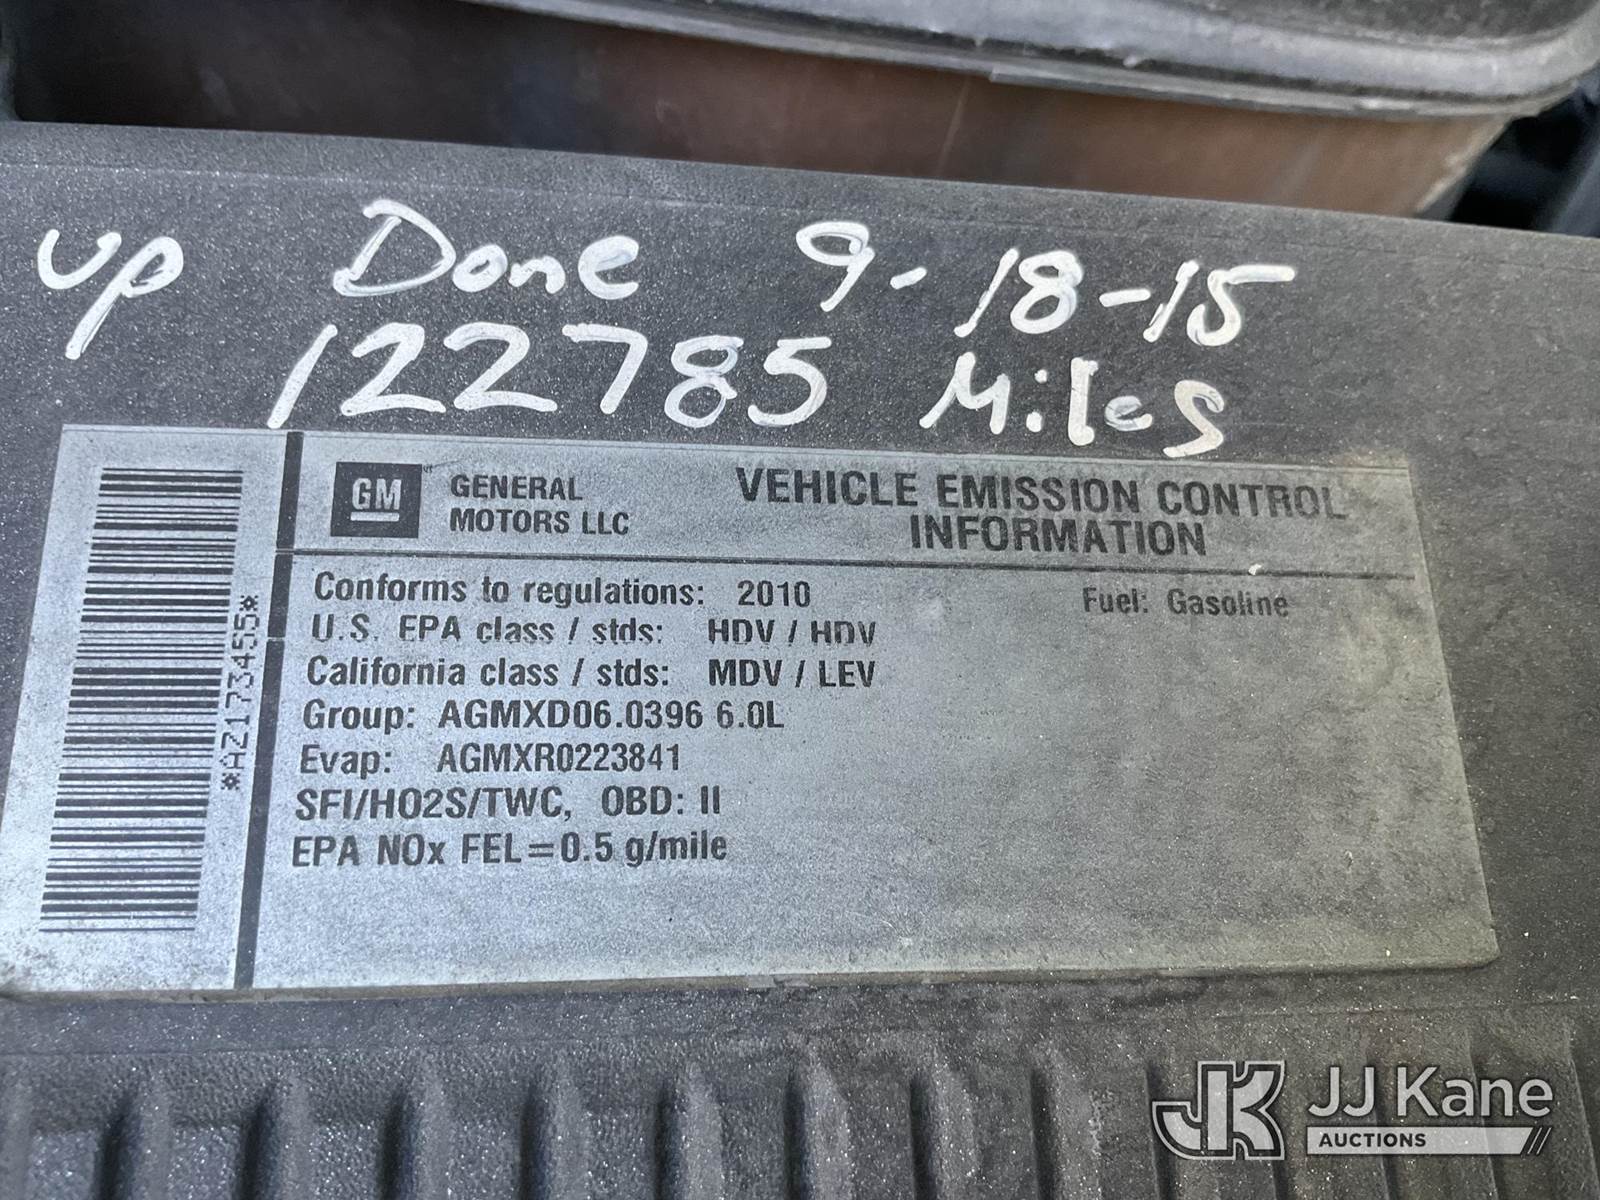 up Done 9-18-15
122785 Miles
GM GENERAL MOTORS LLC
VEHICLE EMISSION CONTROL
INFORMATION
Conforms to regulations: 2010 Fuel: Gasoline
U.S. EPA class / stds: HDV / HDV
California class / stds: MDV / LEV
Group: AGMXD06.0396 6.0L
Evap: AGMXR0223841
SFI/HO2S/TWC, OBD: II
EPA NOx FEL=0.5 g/mile
*AZ173455*
JK JJ Kane
AUCTIONS